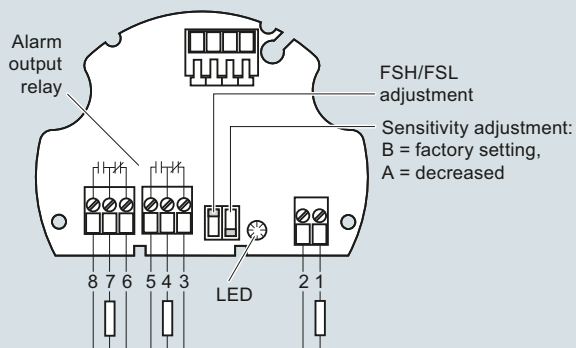 Alarm
output
relay
FSH/FSL
adjustment
Sensitivity adjustment:
B = factory setting,
A = decreased
8 7 6 5 4 3 2 1
LED